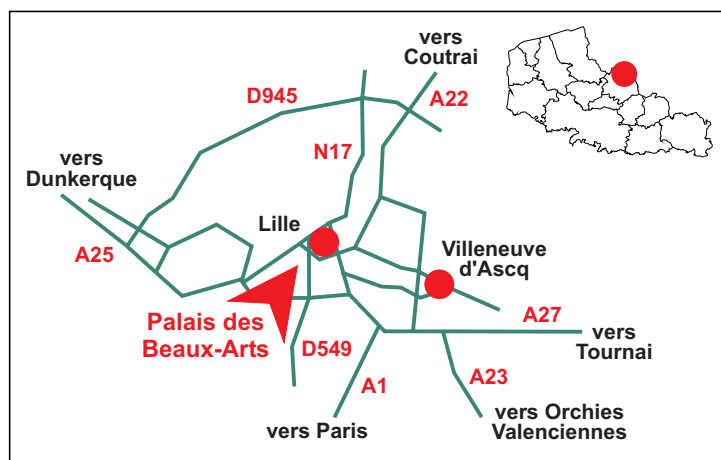 vers
Coutrai
D945
A22
vers
Dunkerque
N17
Lille
A25
Villeneuve
d'Ascq
Palais des
Beaux-Arts
A27
vers
Tournai
D549
A1
A23
vers Paris
vers Orchies
Valenciennes